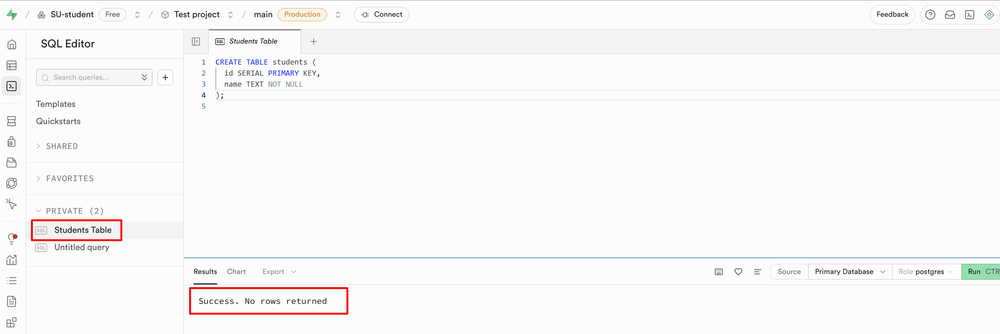 / SU-student Free / Test project / main Production Connect Feedback
SQL Editor
SQL Students Table
Search queries...
Templates
Quickstarts
SHARED
FAVORITES
PRIVATE (2)
SQL Students Table
SQL Untitled query
1 CREATE TABLE students (
2 id SERIAL PRIMARY KEY,
3 name TEXT NOT NULL
4 );
5
Results Chart Export Source Primary Database Role postgres Run CTR
Success. No rows returned